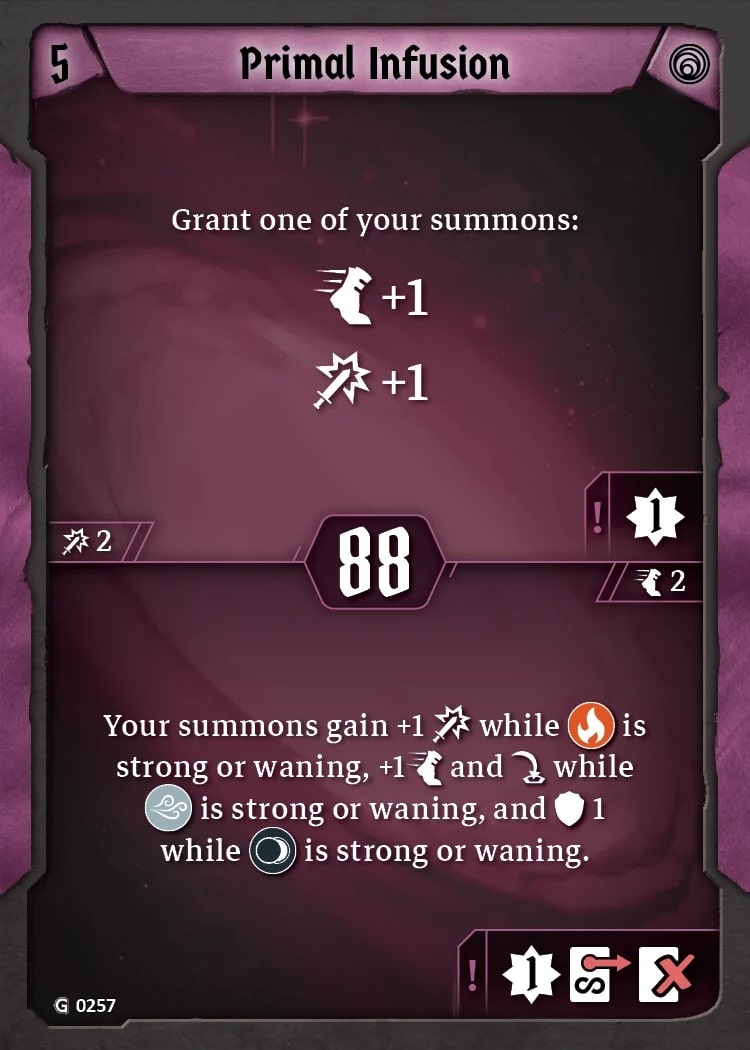 5
Primal Infusion
Grant one of your summons:
+1
+1
! 1
2
88
2
Your summons gain +1 while is
strong or waning, +1 and while
is strong or waning, and 1
while is strong or waning.
! 1
G 0257